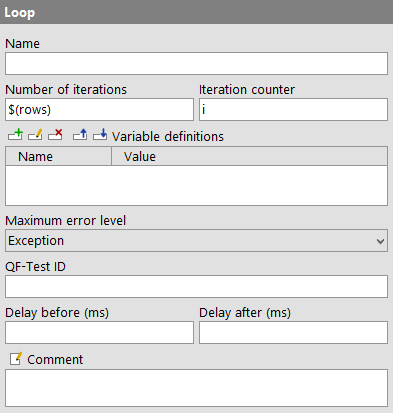 Loop
Name
Number of iterations Iteration counter
$(rows) i
Variable definitions
Name Value
Maximum error level
Exception
QF-Test ID
Delay before (ms) Delay after (ms)
Comment